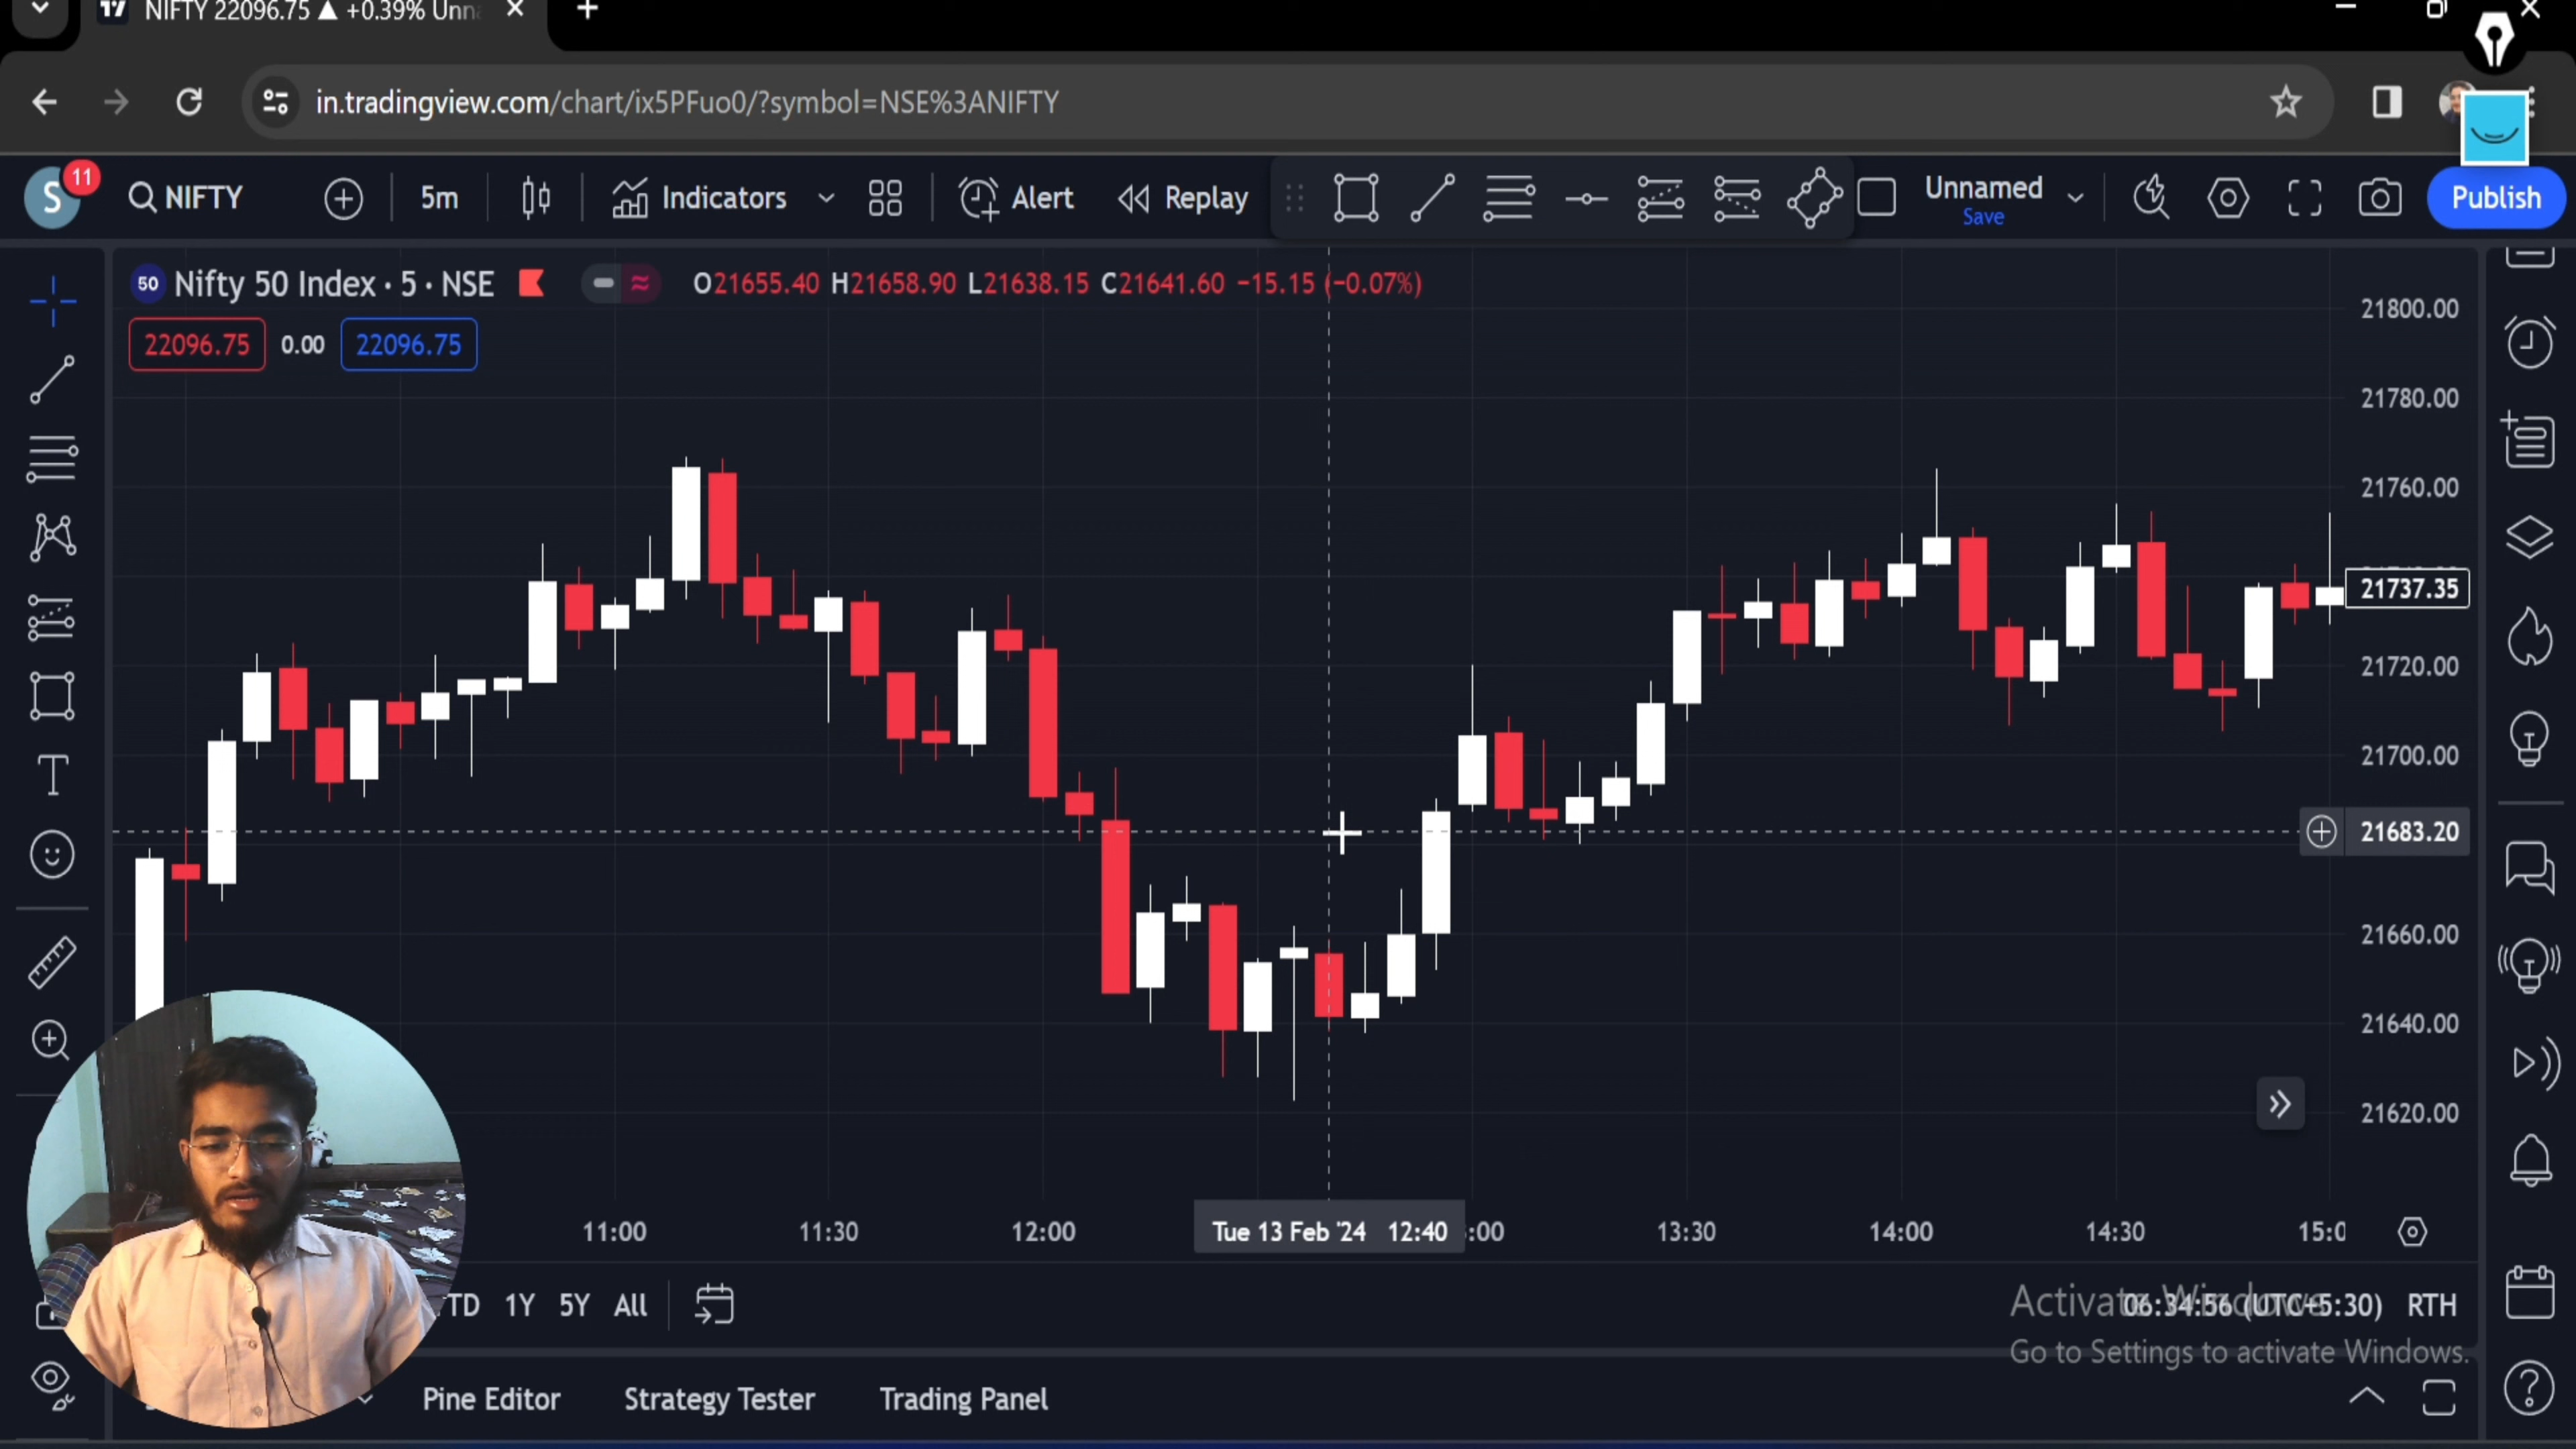 NIFTY 22096.75 ▲ +0.39% Unn
in.tradingview.com/chart/ix5PFuo0/?symbol=NSE%3ANIFTY
S 11 NIFTY 5m Indicators Alert Replay Unnamed Save Publish
50 Nifty 50 Index · 5 · NSE O21655.40 H21658.90 L21638.15 C21641.60 −15.15 (−0.07%)
22096.75 0.00 22096.75
21800.00
21780.00
21760.00
21737.35
21720.00
21700.00
21683.20
21660.00
21640.00
21620.00
11:00 11:30 12:00 Tue 13 Feb '24 12:40 :00 13:30 14:00 14:30 15:0
TD 1Y 5Y All 06:34:56 (UTC+5:30) RTH
Activate Windows
Go to Settings to activate Windows.
Pine Editor Strategy Tester Trading Panel